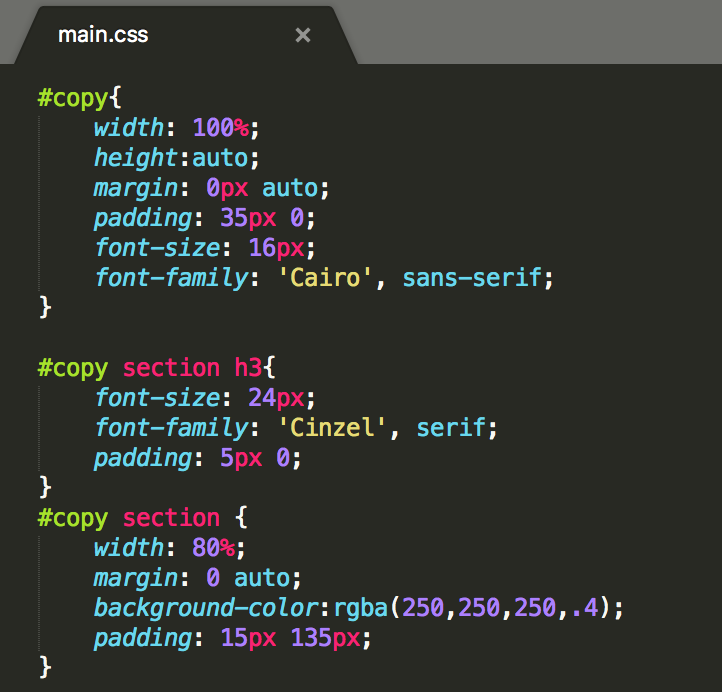 main.css ×
#copy{
    width: 100%;
    height:auto;
    margin: 0px auto;
    padding: 35px 0;
    font-size: 16px;
    font-family: 'Cairo', sans-serif;
}

#copy section h3{
    font-size: 24px;
    font-family: 'Cinzel', serif;
    padding: 5px 0;
}
#copy section {
    width: 80%;
    margin: 0 auto;
    background-color:rgba(250,250,250,.4);
    padding: 15px 135px;
}